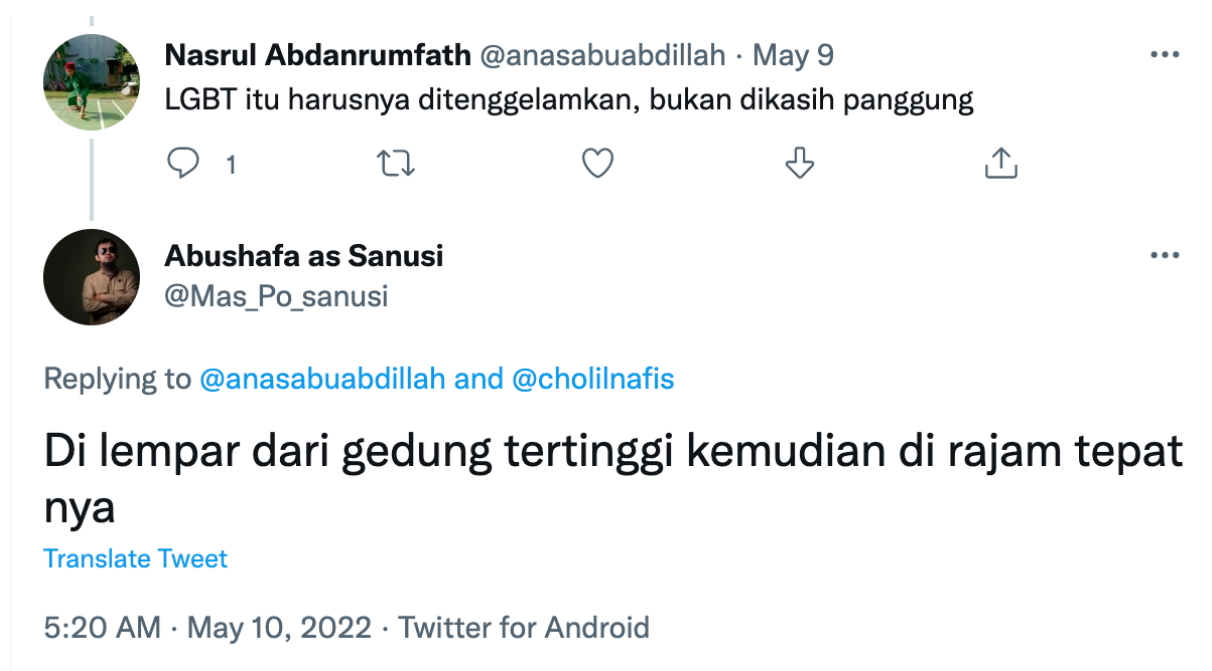 Nasrul Abdanrumfath @anasabuabdillah · May 9
LGBT itu harusnya ditenggelamkan, bukan dikasih panggung
1
Abushafa as Sanusi
@Mas_Po_sanusi
Replying to @anasabuabdillah and @cholilnafis
Di lempar dari gedung tertinggi kemudian di rajam tepat
nya
Translate Tweet
5:20 AM · May 10, 2022 · Twitter for Android